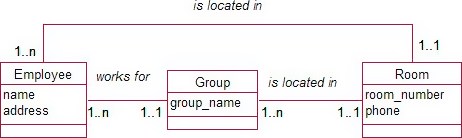 is located in
1..n
1..1
Employee
works for
Group
is located in
Room
name
group_name
room_number
address
phone
1..n
1..1
1..n
1..1